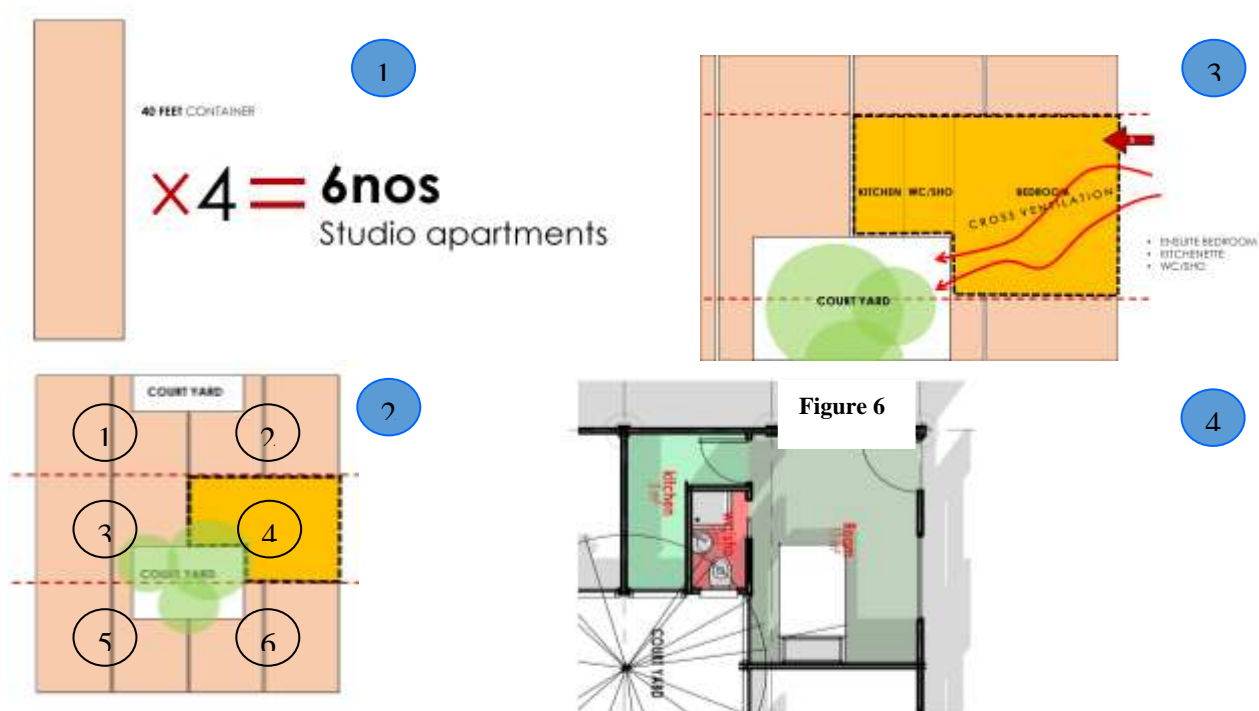 1
40 FEET CONTAINER
×4 = 6nos
Studio apartments
3
KITCHEN WC/SHO BEDROOM
CROSS VENTILATION
COURT YARD
• ENSUITE BEDROOM
• KITCHENETTE
• WC/SHO
2
COURT YARD
1 2
3 4
COURT YARD
5 6
Figure 6
4
kitchen
Room
COURT YARD